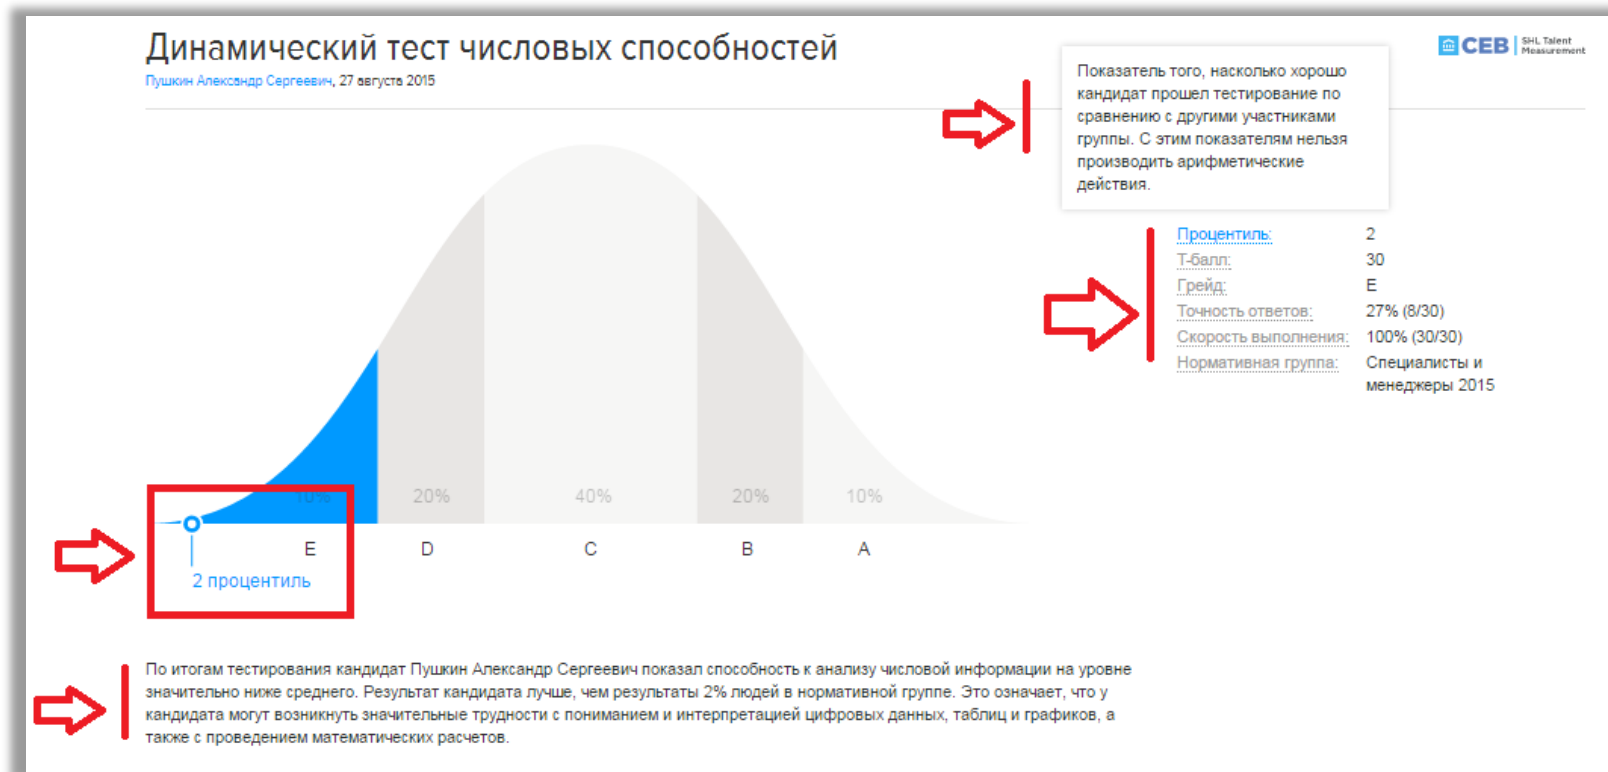 Динамический тест числовых способностей
Пушкин Александр Сергеевич, 27 августа 2015
CEB SHL Talent
Measurement
Показатель того, насколько хорошо
кандидат прошел тестирование по
сравнению с другими участниками
группы. С этим показателям нельзя
производить арифметические
действия.
Процентиль: 2
Т-балл: 30
Грейд: E
Точность ответов: 27% (8/30)
Скорость выполнения: 100% (30/30)
Нормативная группа: Специалисты и
менеджеры 2015
10% 20% 40% 20% 10%
E D C B A
2 процентиль
По итогам тестирования кандидат Пушкин Александр Сергеевич показал способность к анализу числовой информации на уровне
значительно ниже среднего. Результат кандидата лучше, чем результаты 2% людей в нормативной группе. Это означает, что у
кандидата могут возникнуть значительные трудности с пониманием и интерпретацией цифровых данных, таблиц и графиков, а
также с проведением математических расчетов.